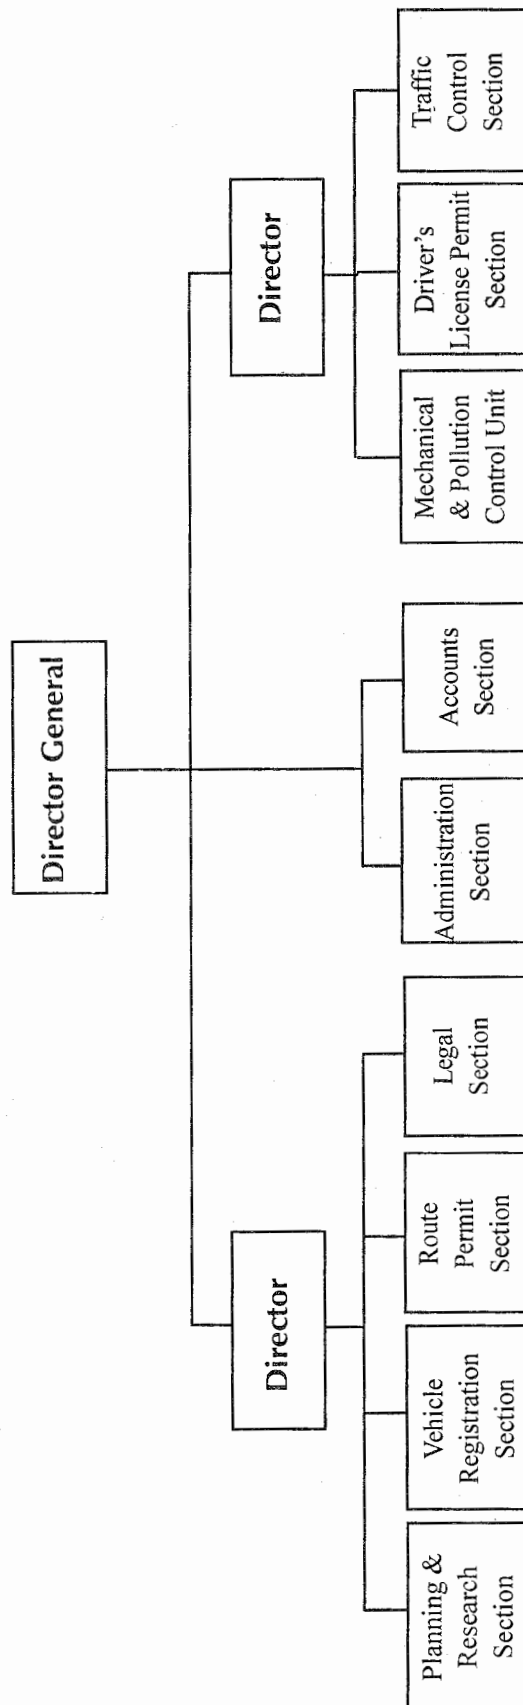 Director General
Director
Director
Planning &
Research
Section
Vehicle
Registration
Section
Route
Permit
Section
Legal
Section
Administration
Section
Accounts
Section
Mechanical
& Pollution
Control Unit
Driver's
License Permit
Section
Traffic
Control
Section